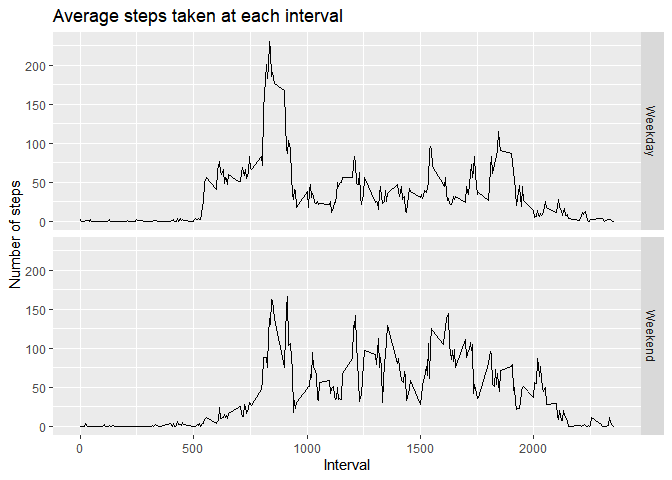 Average steps taken at each interval
Number of steps
200
150
100
50
0
Weekday
200
150
100
50
0
Weekend
0 500 1000 1500 2000
Interval